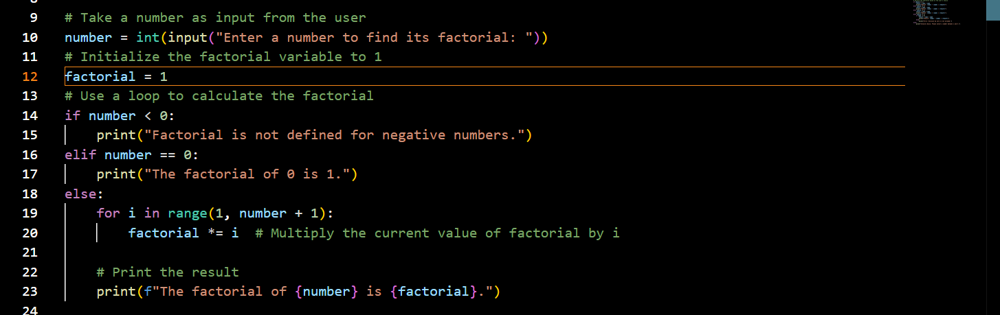 9 # Take a number as input from the user
10 number = int(input("Enter a number to find its factorial: "))
11 # Initialize the factorial variable to 1
12 factorial = 1
13 # Use a loop to calculate the factorial
14 if number < 0:
15     print("Factorial is not defined for negative numbers.")
16 elif number == 0:
17     print("The factorial of 0 is 1.")
18 else:
19     for i in range(1, number + 1):
20         factorial *= i  # Multiply the current value of factorial by i
21
22     # Print the result
23     print(f"The factorial of {number} is {factorial}.")
24